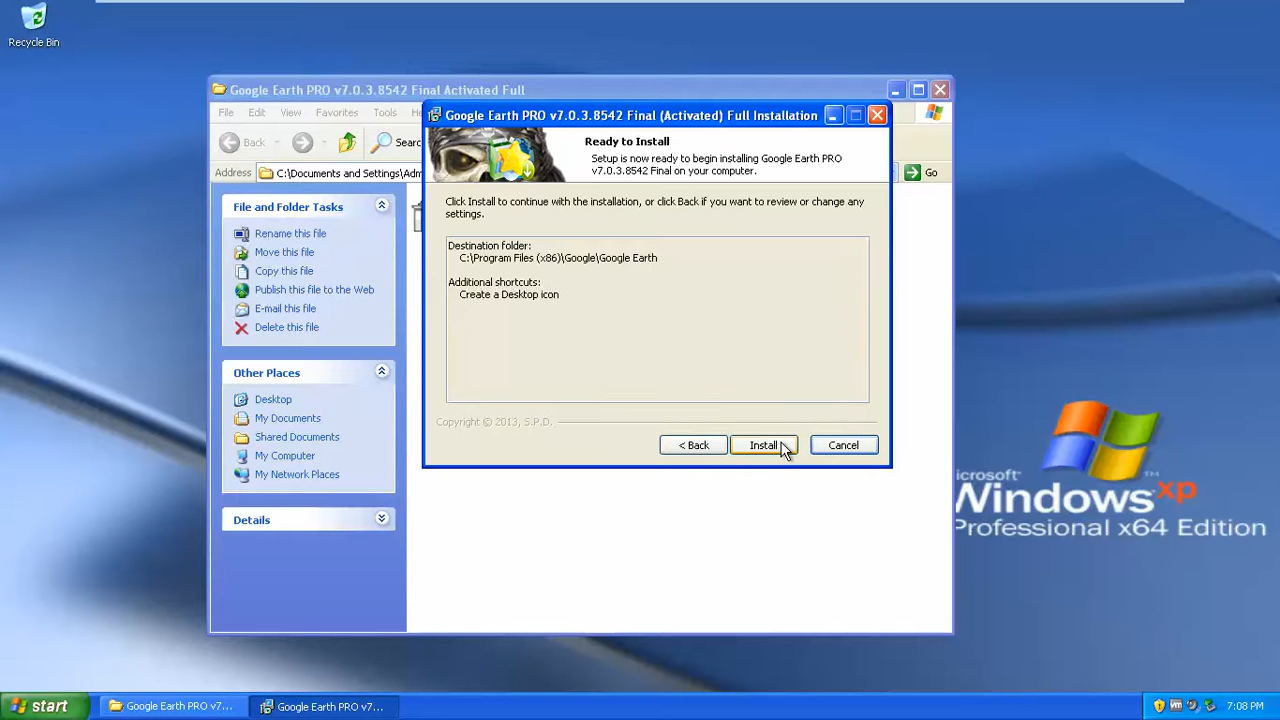 Recycle Bin
Google Earth PRO v7.0.3.8542 Final Activated Full
File Edit View Favorites Tools
Back
Address C:\Documents and Settings\Adm
Go
File and Folder Tasks
Rename this file
Move this file
Copy this file
Publish this file to the Web
E-mail this file
Delete this file
Other Places
Desktop
My Documents
Shared Documents
My Computer
My Network Places
Details
Google Earth PRO v7.0.3.8542 Final (Activated) Full Installation
Ready to Install
Setup is now ready to begin installing Google Earth PRO
v7.0.3.8542 Final on your computer.
Click Install to continue with the installation, or click Back if you want to review or change any
settings.
Destination folder:
C:\Program Files (x86)\Google\Google Earth
Additional shortcuts:
Create a Desktop icon
Copyright © 2013, S.P.D.
< Back Install Cancel
icrosoft
Windows xp
Professional x64 Edition
start Google Earth PRO v7... Google Earth PRO v7... 7:08 PM